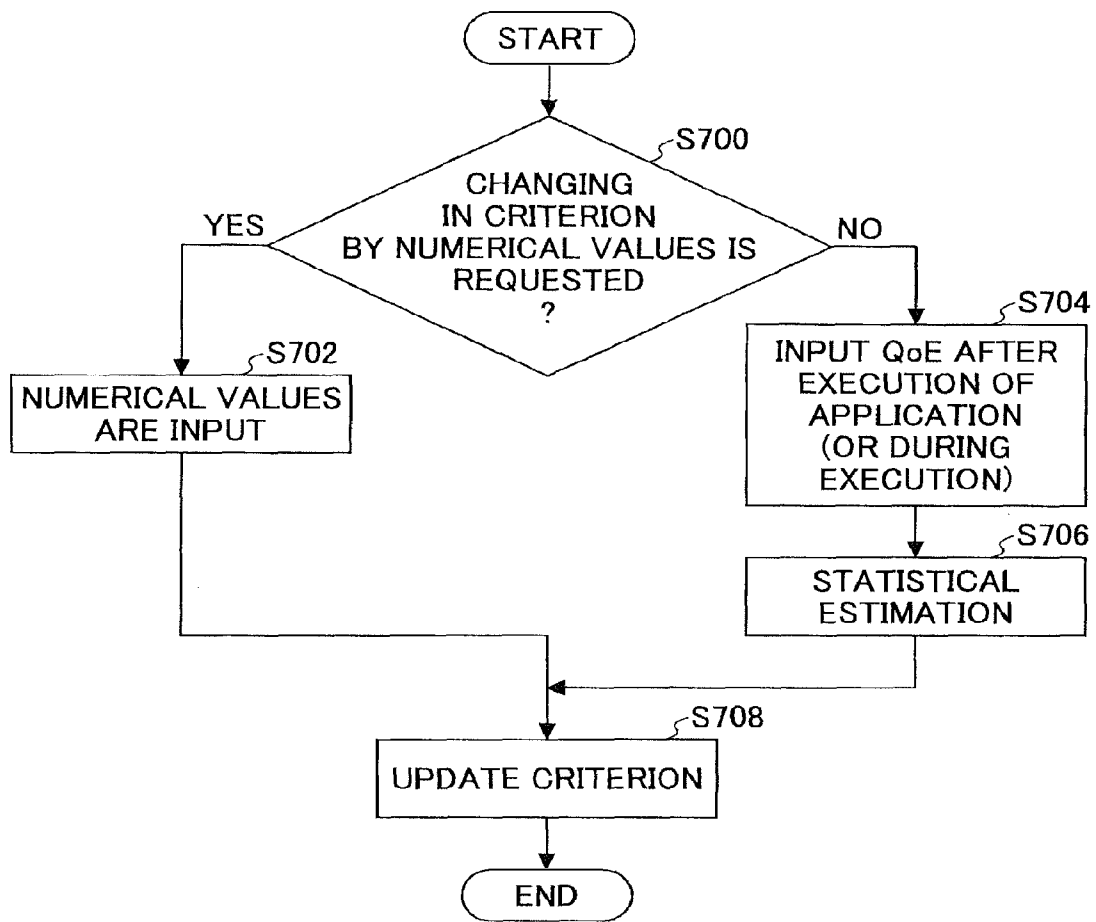 START
S700
CHANGING
IN CRITERION
BY NUMERICAL VALUES IS
REQUESTED
?
YES
NO
S702
NUMERICAL VALUES
ARE INPUT
S704
INPUT QoE AFTER
EXECUTION OF
APPLICATION
(OR DURING
EXECUTION)
S706
STATISTICAL
ESTIMATION
S708
UPDATE CRITERION
END